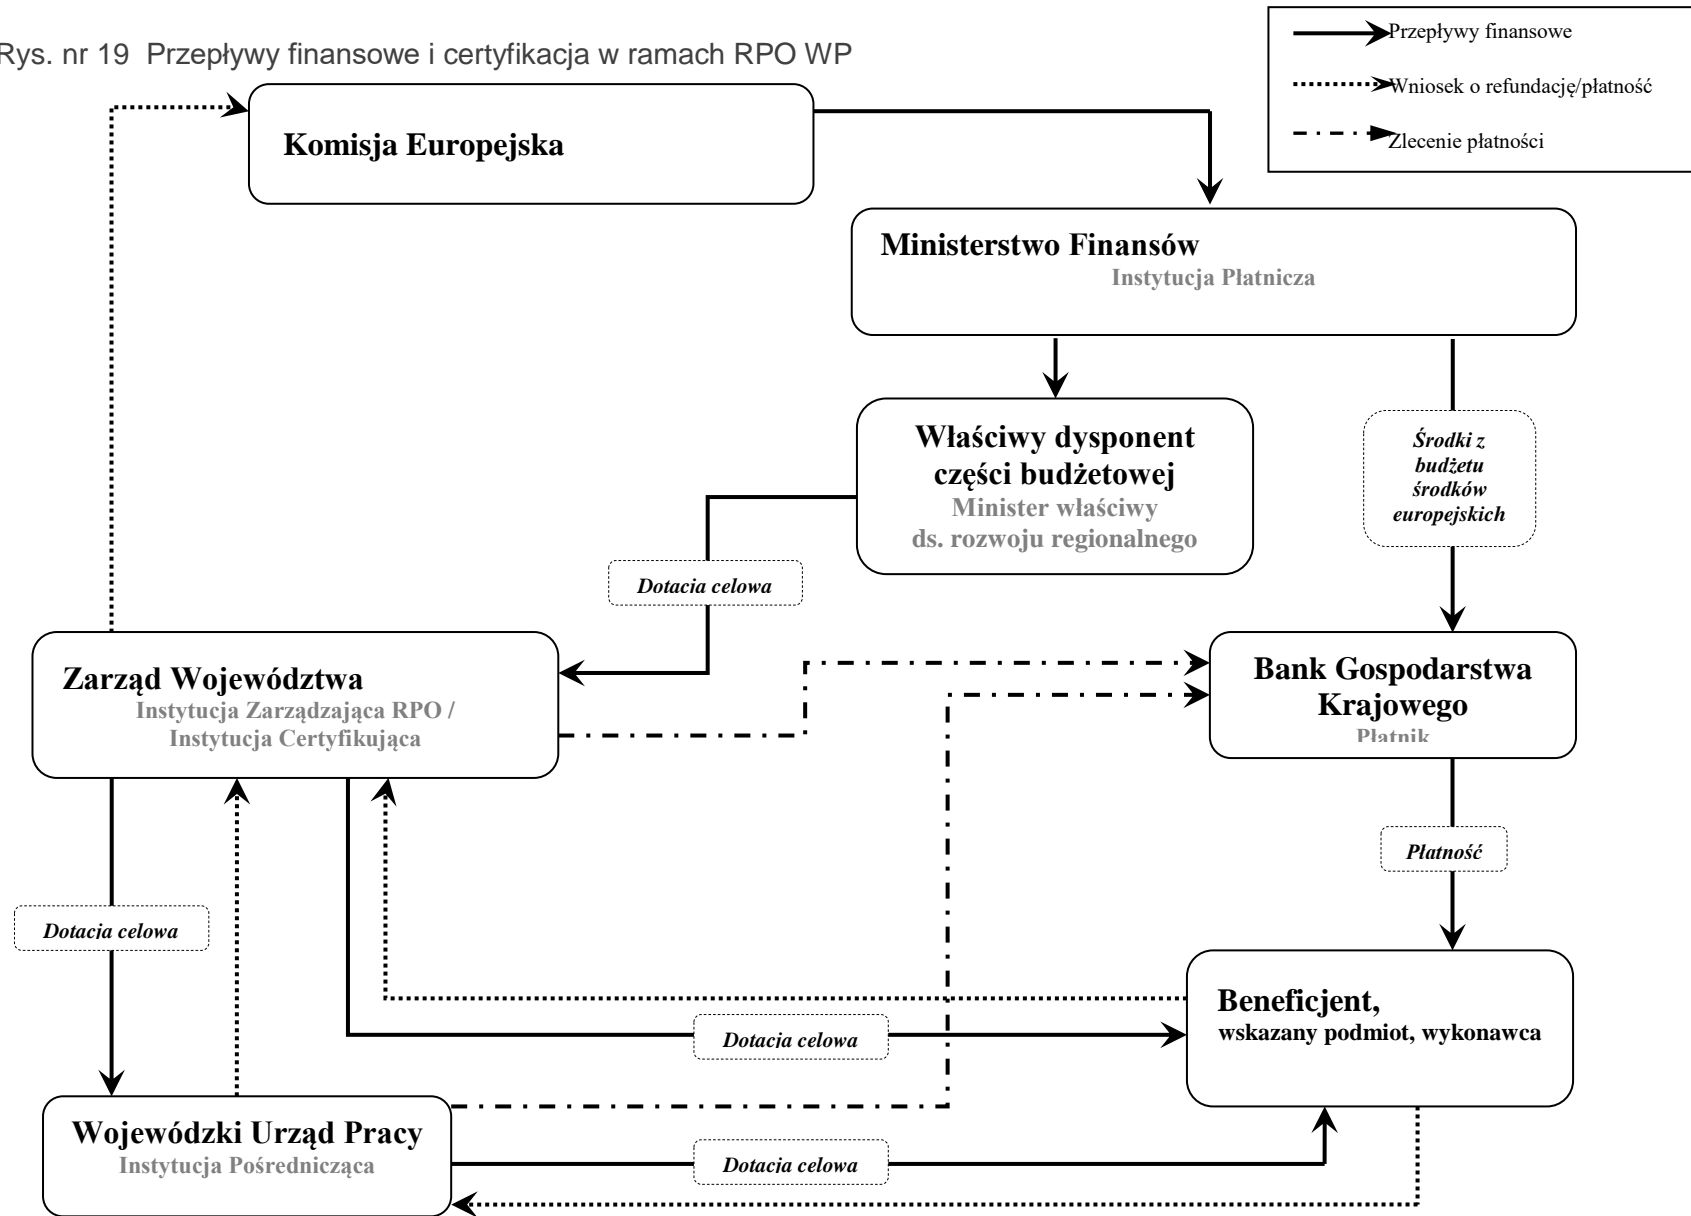 Rys. nr 19 Przepływy finansowe i certyfikacja w ramach RPO WP
Przepływy finansowe
Wniosek o refundację/płatność
Zlecenie płatności
Komisja Europejska
Ministerstwo Finansów
Instytucja Płatnicza
Właściwy dysponent
części budżetowej
Minister właściwy
ds. rozwoju regionalnego
Środki z
budżetu
środków
europejskich
Dotacja celowa
Zarząd Województwa
Instytucja Zarządzająca RPO /
Instytucja Certyfikująca
Bank Gospodarstwa
Krajowego
Płatnik
Płatność
Dotacja celowa
Beneficjent,
wskazany podmiot, wykonawca
Dotacja celowa
Wojewódzki Urząd Pracy
Instytucja Pośrednicząca
Dotacja celowa